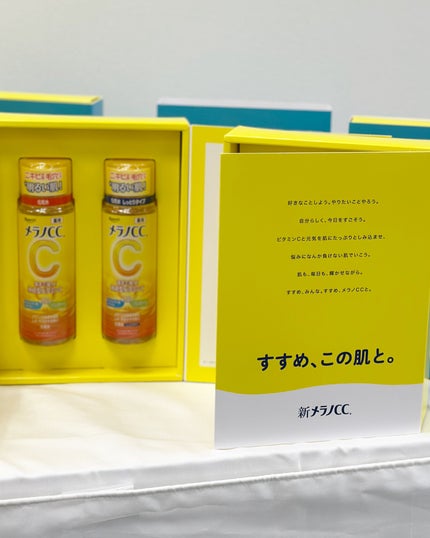 ニキビ 毛穴
明るい肌!
化粧水
メラノCC
C
ニキビ 毛穴
明るい肌!
化粧水 しっとりタイプ
メラノCC
C
好きなことしよう。やりたいことやろう。
自分らしく、今日をすごそう。
ビタミンCと元気を肌にたっぷりとしみ込ませ、
悩みになんか負けない肌でいこう。
肌も、毎日も、輝かせながら。
すすめ、みんな。すすめ、メラノCCと。
すすめ、この肌と。
新メラノCC。